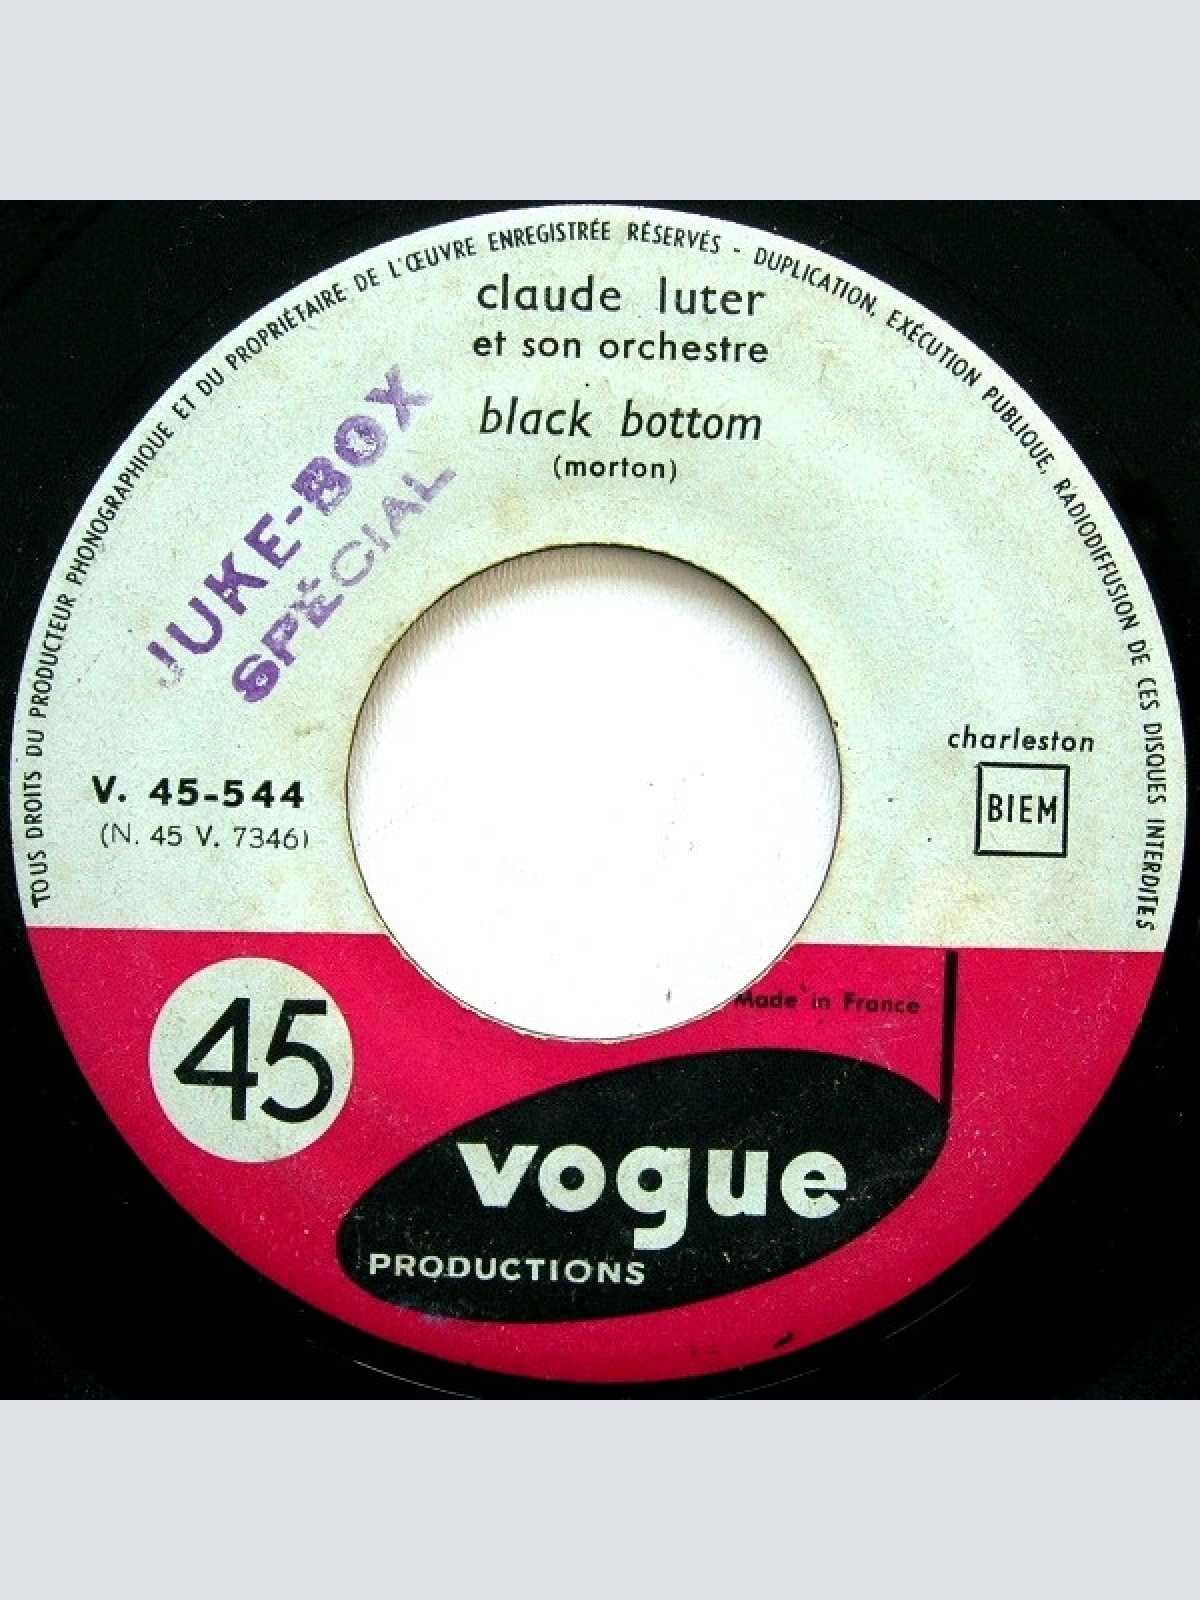 TOUS DROITS DU PRODUCTEUR PHONOGRAPHIQUE ET DU PROPRIÉTAIRE DE L'ŒUVRE ENREGISTRÉE RÉSERVÉS - DUPLICATION, EXÉCUTION PUBLIQUE, RADIODIFFUSION DE CES DISQUES INTERDITES
claude luter
et son orchestre
black bottom
(morton)
JUKE-BOX
SPÉCIAL
charleston
BIEM
V. 45-544
(N. 45 V. 7346)
45
Made in France
vogue
PRODUCTIONS